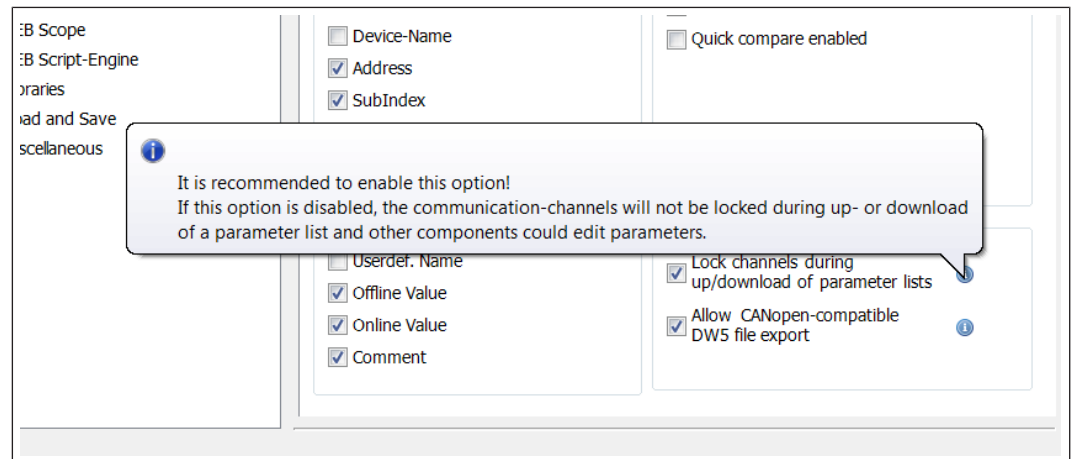 EB Scope
EB Script-Engine
oraries
oad and Save
scellaneous
Device-Name
Address
SubIndex
Quick compare enabled
It is recommended to enable this option!
If this option is disabled, the communication-channels will not be locked during up- or download
of a parameter list and other components could edit parameters.
Userdef. Name
Offline Value
Online Value
Comment
Lock channels during
up/download of parameter lists
Allow CANopen-compatible
DW5 file export